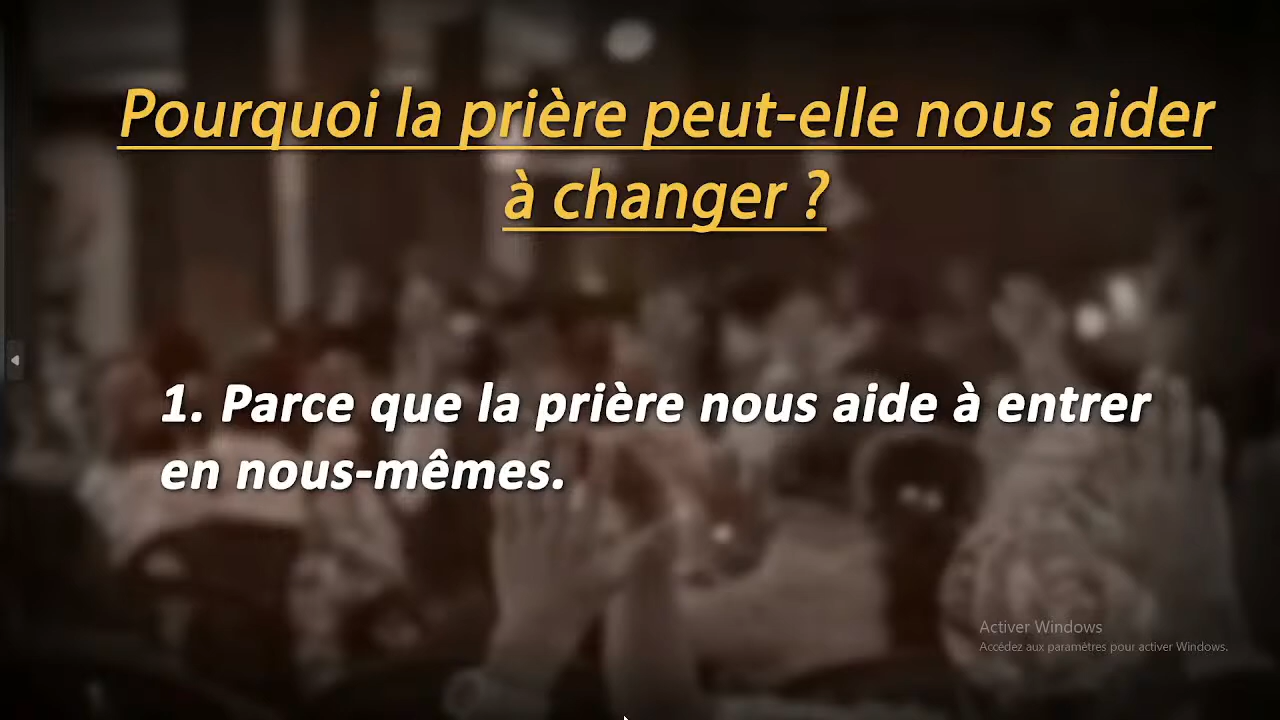 Pourquoi la prière peut-elle nous aider
à changer ?
1. Parce que la prière nous aide à entrer
en nous-mêmes.
Activer Windows
Accédez aux paramètres pour activer Windows.